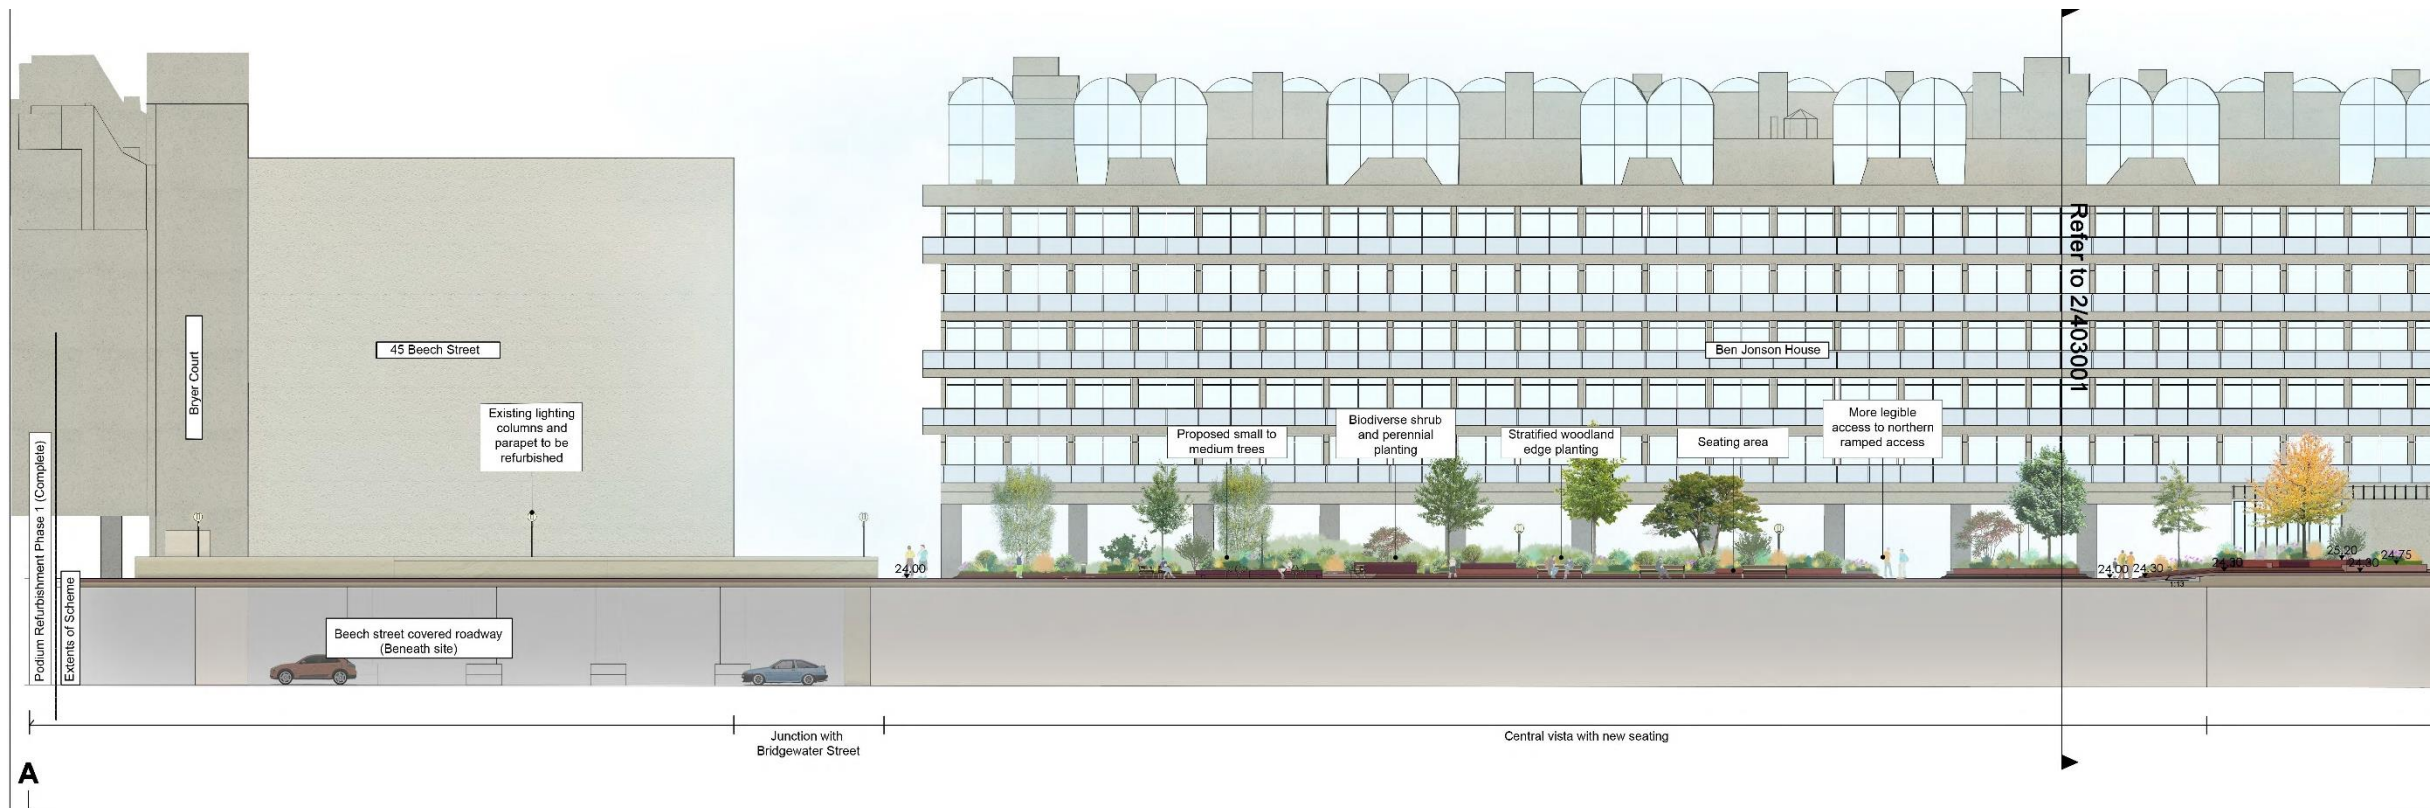 Podium Refurbishment Phase 1 (Complete)
Extents of Scheme
Bryer Court
45 Beech Street
Existing lighting
columns and
parapet to be
refurbished
Beech street covered roadway
(Beneath site)
24.00
Proposed small to
medium trees
Biodiverse shrub
and perennial
planting
Stratified woodland
edge planting
Seating area
Ben Jonson House
More legible
access to northern
ramped access
Refer to 2/403001
24.00
24.30
1:13
24.30
25.20
24.30
24.75
Junction with
Bridgewater Street
Central vista with new seating
A